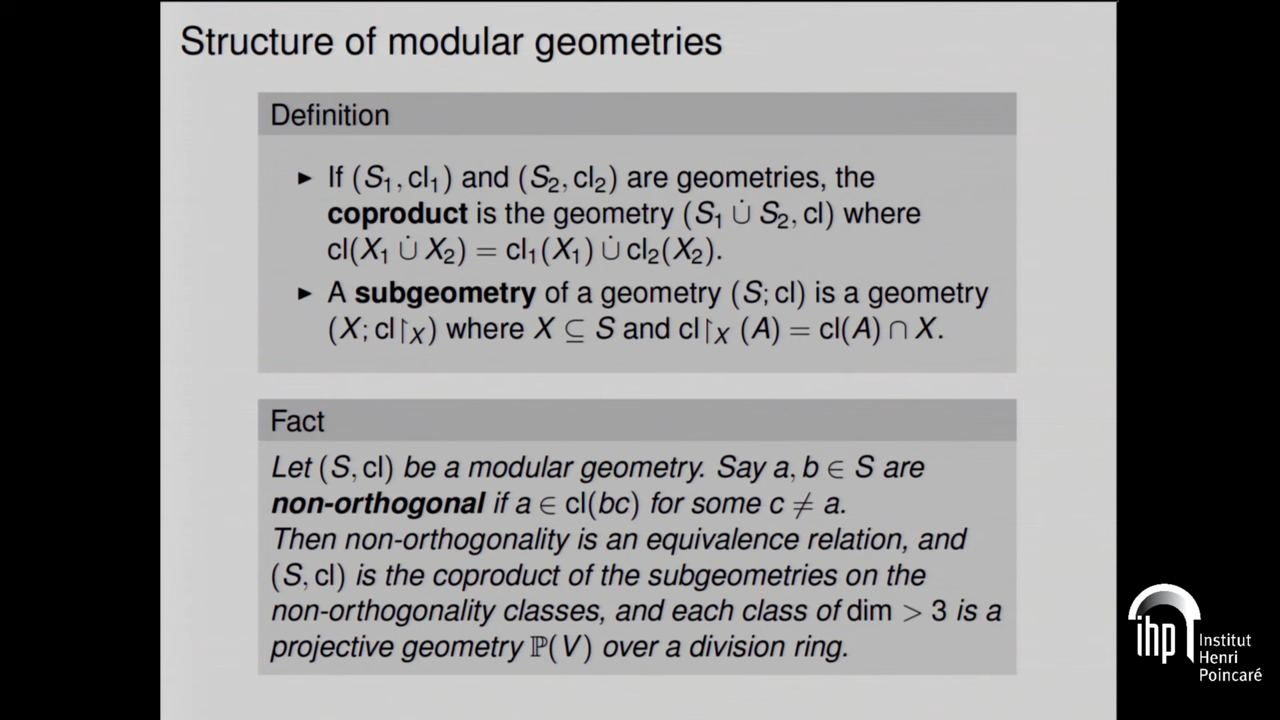 Structure of modular geometries
Definition
▸ If (S₁, cl₁) and (S₂, cl₂) are geometries, the
coproduct is the geometry (S₁ ∪̇ S₂, cl) where
cl(X₁ ∪̇ X₂) = cl₁(X₁) ∪̇ cl₂(X₂).
▸ A subgeometry of a geometry (S; cl) is a geometry
(X; cl↾X) where X ⊆ S and cl↾X (A) = cl(A) ∩ X.
Fact
Let (S, cl) be a modular geometry. Say a, b ∈ S are
non-orthogonal if a ∈ cl(bc) for some c ≠ a.
Then non-orthogonality is an equivalence relation, and
(S, cl) is the coproduct of the subgeometries on the
non-orthogonality classes, and each class of dim > 3 is a
projective geometry ℙ(V) over a division ring.
ihp
Institut
Henri
Poincaré